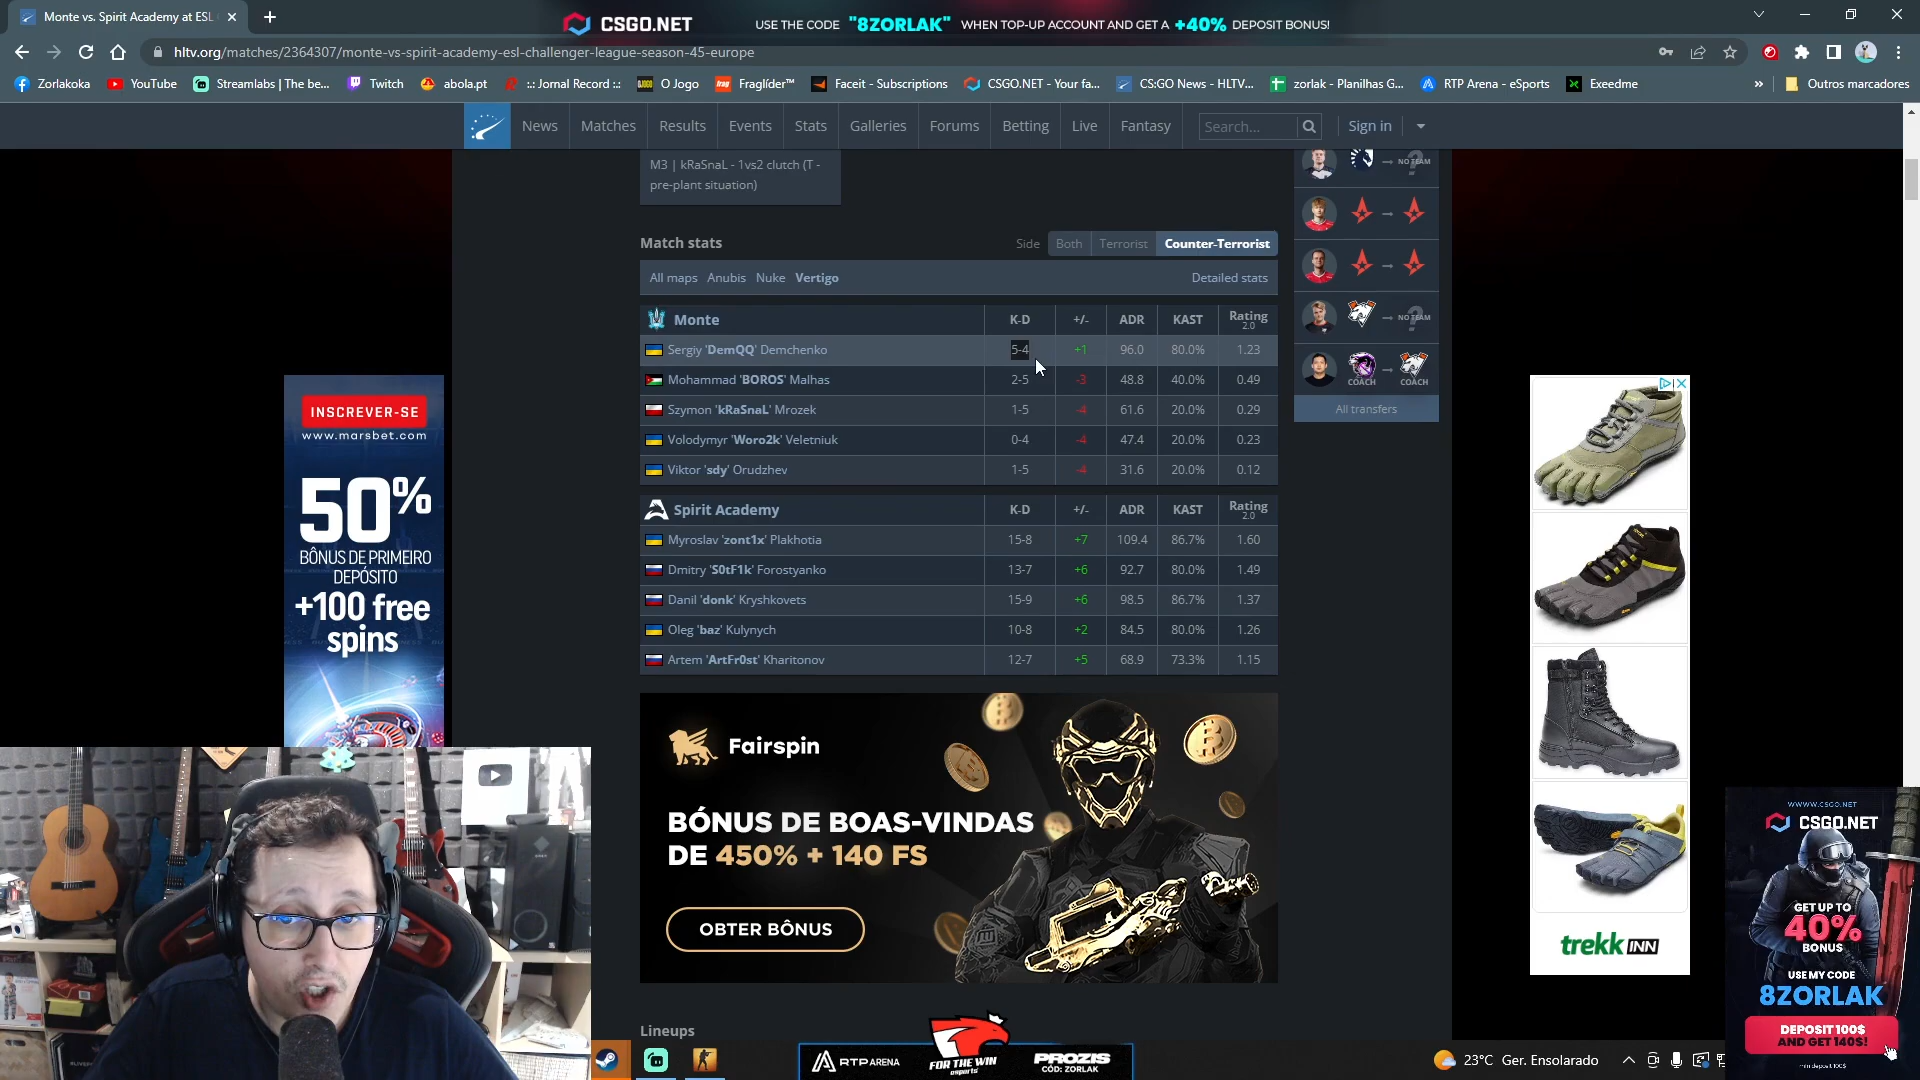 Monte vs. Spirit Academy at ESL
CSGO.NET
USE THE CODE "8ZORLAK" WHEN TOP-UP ACCOUNT AND GET A +40% DEPOSIT BONUS!
hltv.org/matches/2364307/monte-vs-spirit-academy-esl-challenger-league-season-45-europe
Zorlakoka
YouTube
Streamlabs | The be...
Twitch
abola.pt
:: Jornal Record ::
O Jogo
Fraglíder™
Faceit - Subscriptions
CSGO.NET - Your fa...
CS:GO News - HLTV...
zorlak - Planilhas G...
RTP Arena - eSports
Exeedme
»
Outros marcadores
News
Matches
Results
Events
Stats
Galleries
Forums
Betting
Live
Fantasy
Search...
Sign in
M3 | kRaSnaL - 1vs2 clutch (T -
pre-plant situation)
Match stats
Side Both Terrorist Counter-Terrorist
All maps Anubis Nuke Vertigo Detailed stats
Monte K-D +/- ADR KAST Rating 2.0
Sergiy 'DemQQ' Demchenko 5-4 +1 96.0 80.0% 1.23
Mohammad 'BOROS' Malhas 2-5 -3 48.8 40.0% 0.49
Szymon 'kRaSnaL' Mrozek 1-5 -4 61.6 20.0% 0.29
Volodymyr 'Woro2k' Veletniuk 0-4 -4 47.4 20.0% 0.23
Viktor 'sdy' Orudzhev 1-5 -4 31.6 20.0% 0.12
Spirit Academy K-D +/- ADR KAST Rating 2.0
Myroslav 'zont1x' Plakhotia 15-8 +7 109.4 86.7% 1.60
Dmitry 'S0tF1k' Forostyanko 13-7 +6 92.7 80.0% 1.49
Danil 'donk' Kryshkovets 15-9 +6 98.5 86.7% 1.37
Oleg 'baz' Kulynych 10-8 +2 84.5 80.0% 1.26
Artem 'ArtFr0st' Kharitonov 12-7 +5 68.9 73.3% 1.15
NO TEAM
NO TEAM
COACH COACH
All transfers
INSCREVER-SE
www.marsbet.com
50%
BÔNUS DE PRIMEIRO
DEPÓSITO
+100 free
spins
Fairspin
BÓNUS DE BOAS-VINDAS
DE 450% + 140 FS
OBTER BÔNUS
trekkINN
WWW.CSGO.NET
CSGO.NET
GET UP TO
40%
BONUS
USE MY CODE
8ZORLAK
DEPOSIT 100$
AND GET 140$!
min deposit 100$
Lineups
RTP ARENA
FOR THE WIN
esports
PROZIS
CÓD: ZORLAK
23°C Ger. Ensolarado